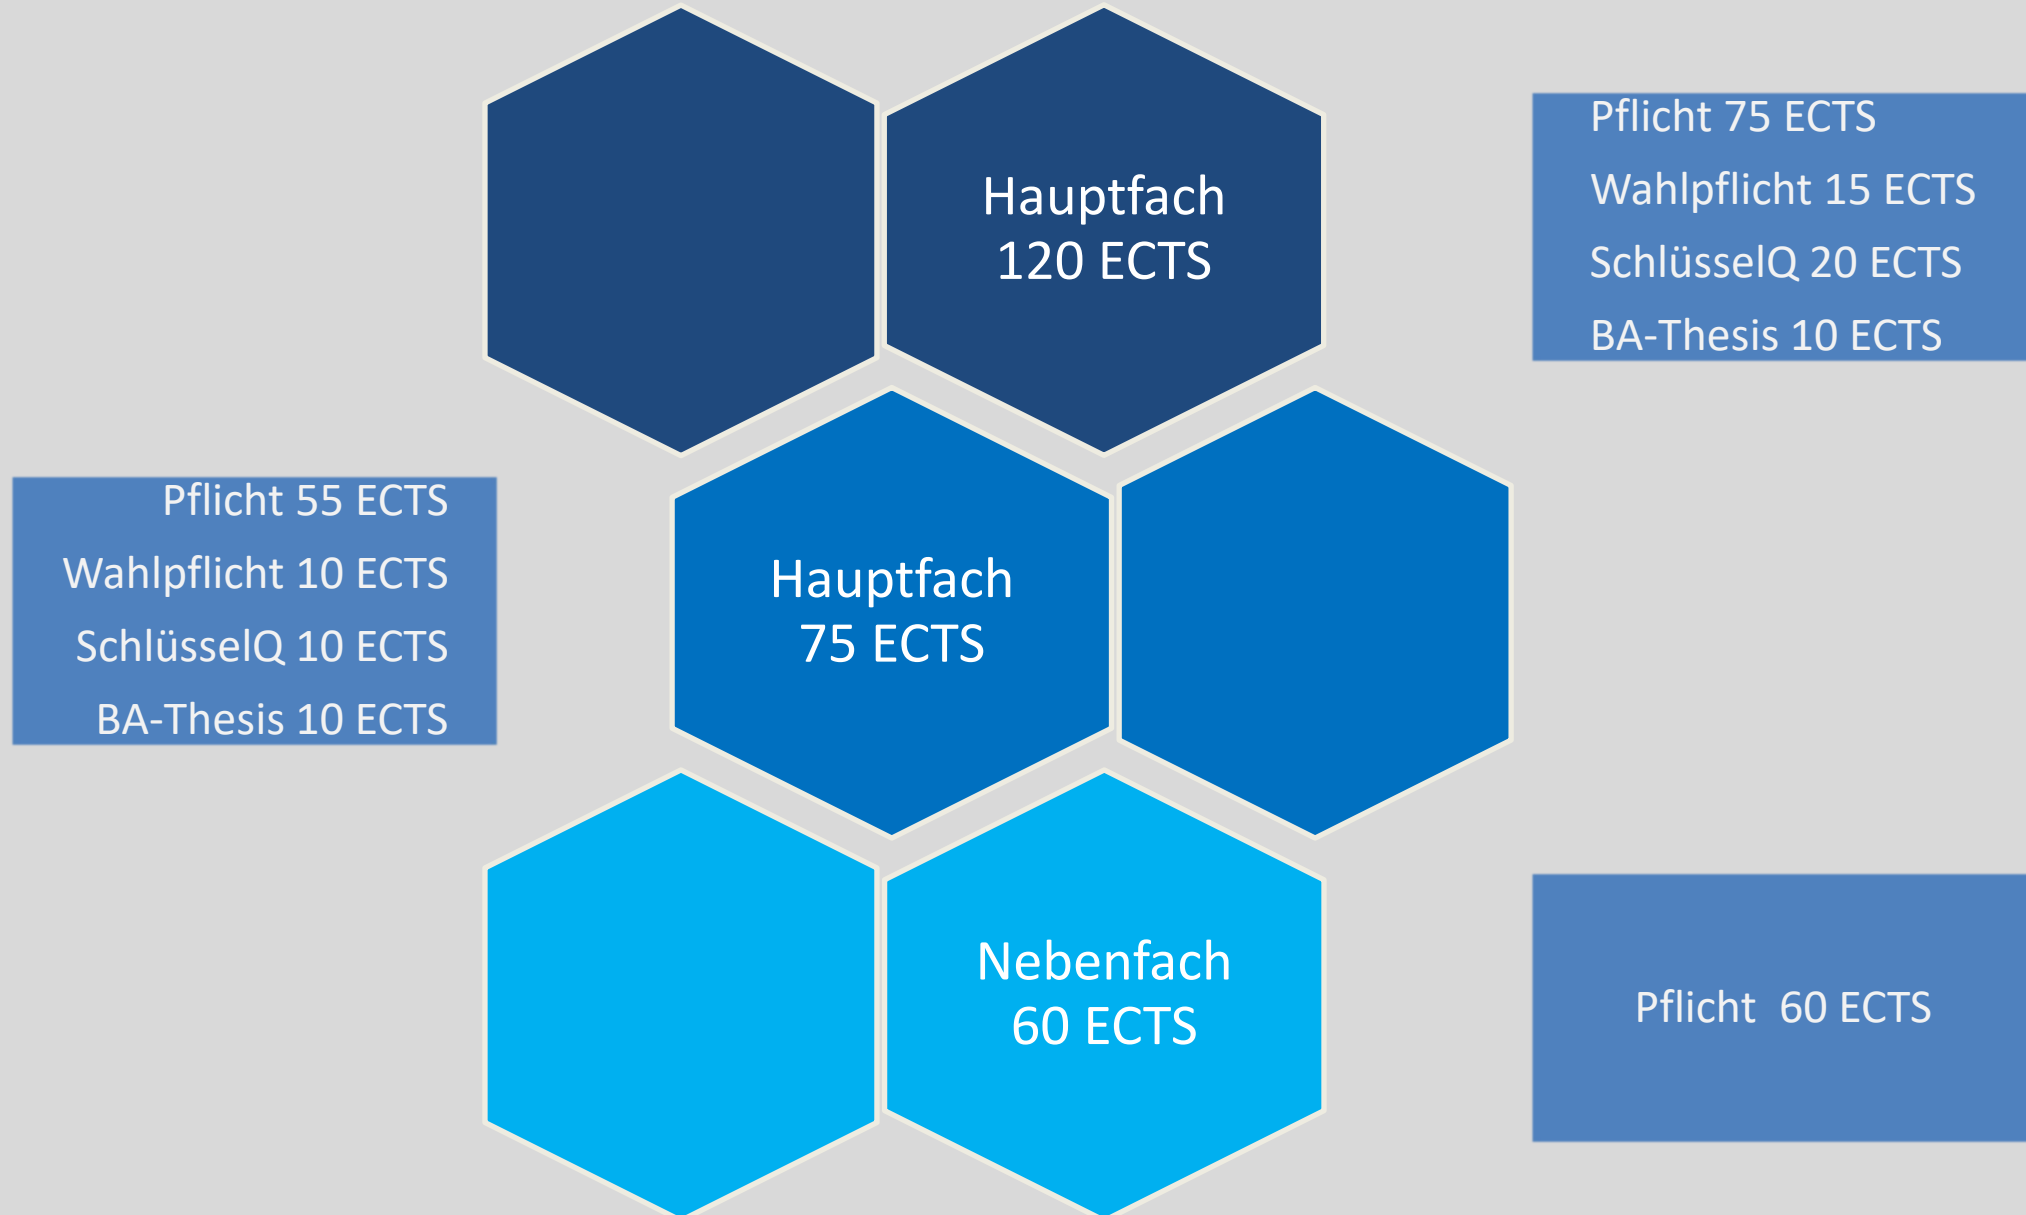 Hauptfach
120 ECTS
Pflicht 75 ECTS
Wahlpflicht 15 ECTS
SchlüsselQ 20 ECTS
BA-Thesis 10 ECTS
Pflicht 55 ECTS
Wahlpflicht 10 ECTS
SchlüsselQ 10 ECTS
BA-Thesis 10 ECTS
Hauptfach
75 ECTS
Nebenfach
60 ECTS
Pflicht  60 ECTS